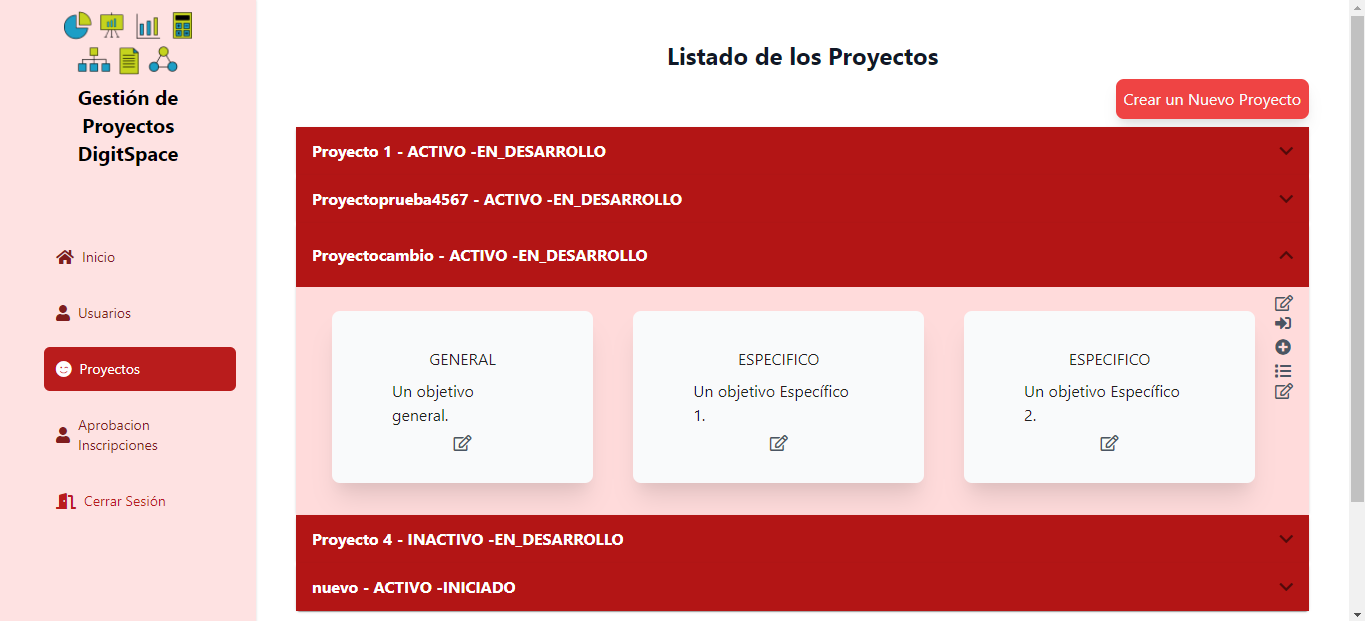 Gestión de
Proyectos
DigitSpace
Inicio
Usuarios
Proyectos
Aprobacion
Inscripciones
Cerrar Sesión
Listado de los Proyectos
Crear un Nuevo Proyecto
Proyecto 1 - ACTIVO -EN_DESARROLLO
Proyectoprueba4567 - ACTIVO -EN_DESARROLLO
Proyectocambio - ACTIVO -EN_DESARROLLO
GENERAL
Un objetivo
general.
ESPECIFICO
Un objetivo Específico
1.
ESPECIFICO
Un objetivo Específico
2.
Proyecto 4 - INACTIVO -EN_DESARROLLO
nuevo - ACTIVO -INICIADO